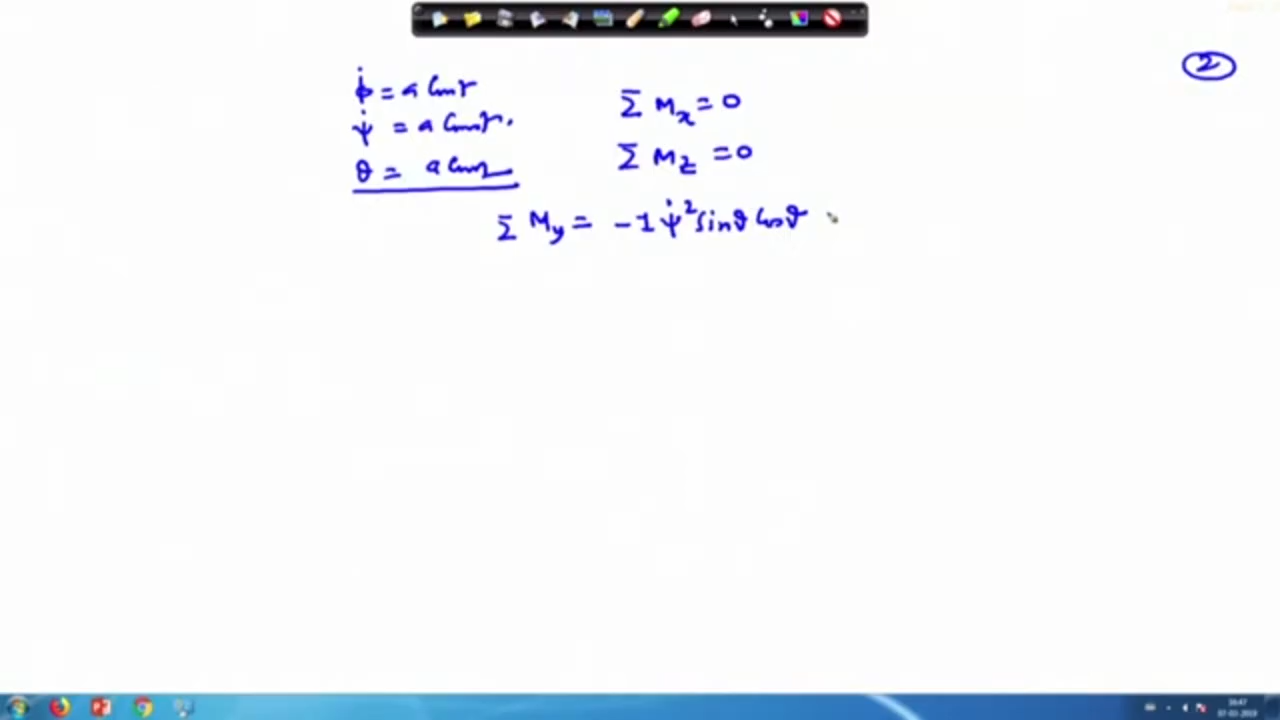 ②
φ̇ = a Const
ψ̇ = a Const.
θ = a Const
Σ Mx = 0
Σ Mz = 0
Σ My = - I ψ̇² Sinθ Cosθ